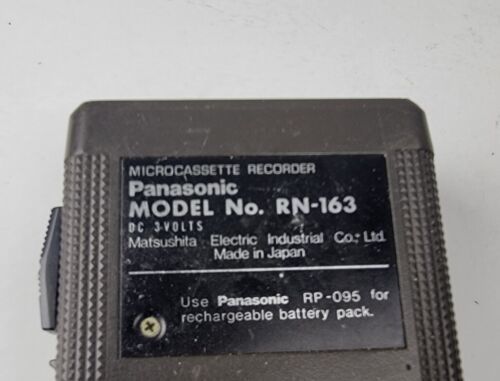 MICROCASSETTE RECORDER
Panasonic
MODEL No. RN-163
DC 3VOLTS
Matsushita Electric Industrial Co., Ltd.
Made in Japan
Use Panasonic RP-095 for
rechargeable battery pack.